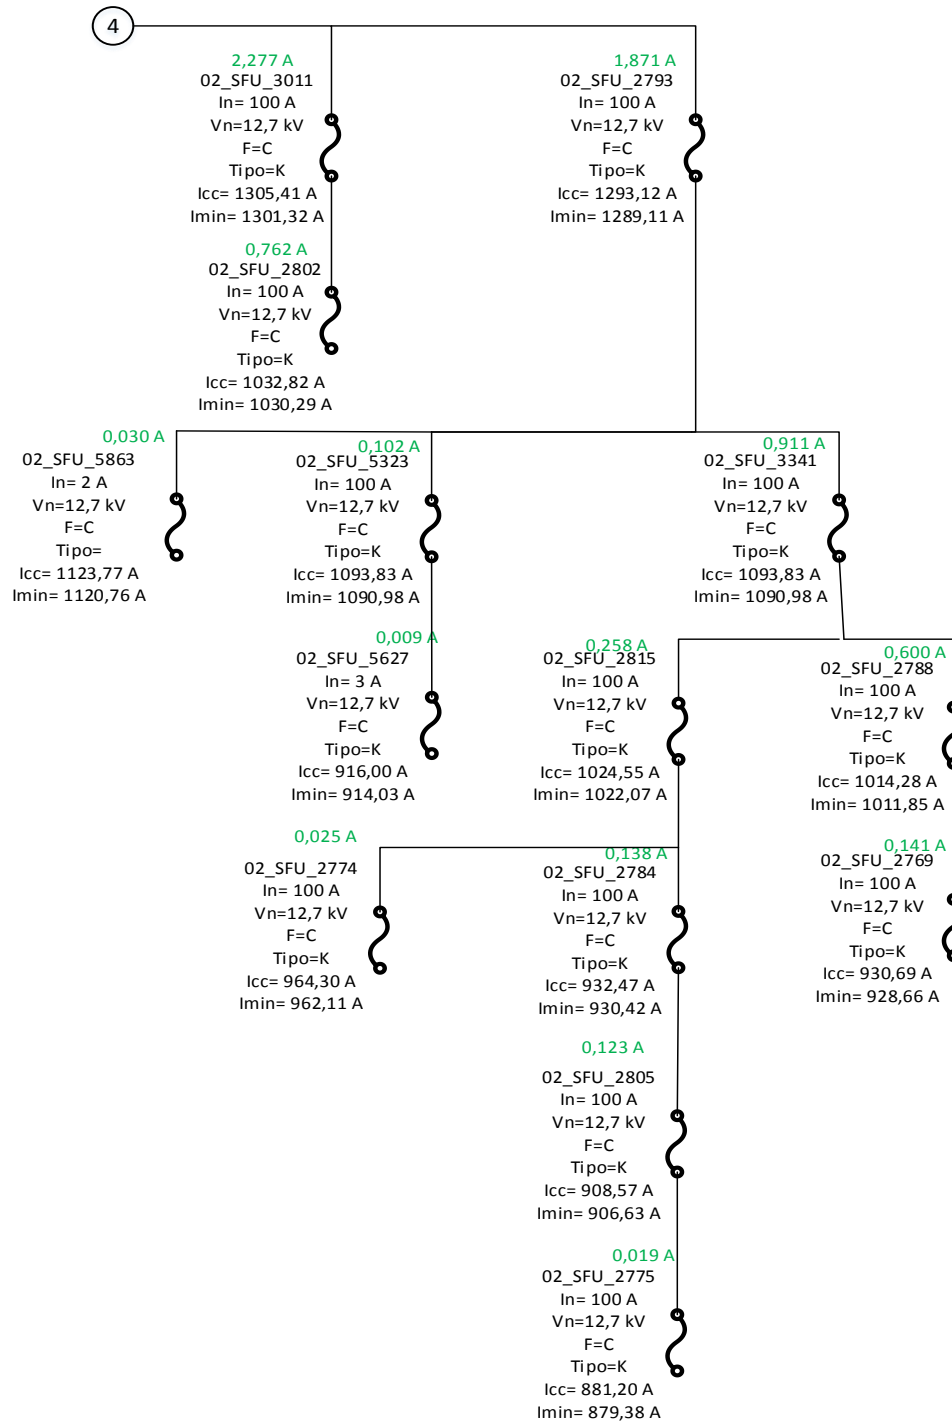 4
2,277 A
02_SFU_3011
In= 100 A
Vn=12,7 kV
F=C
Tipo=K
Icc= 1305,41 A
Imin= 1301,32 A
1,871 A
02_SFU_2793
In= 100 A
Vn=12,7 kV
F=C
Tipo=K
Icc= 1293,12 A
Imin= 1289,11 A
0,762 A
02_SFU_2802
In= 100 A
Vn=12,7 kV
F=C
Tipo=K
Icc= 1032,82 A
Imin= 1030,29 A
0,030 A
02_SFU_5863
In= 2 A
Vn=12,7 kV
F=C
Tipo=
Icc= 1123,77 A
Imin= 1120,76 A
0,102 A
02_SFU_5323
In= 100 A
Vn=12,7 kV
F=C
Tipo=K
Icc= 1093,83 A
Imin= 1090,98 A
0,911 A
02_SFU_3341
In= 100 A
Vn=12,7 kV
F=C
Tipo=K
Icc= 1093,83 A
Imin= 1090,98 A
0,009 A
02_SFU_5627
In= 3 A
Vn=12,7 kV
F=C
Tipo=K
Icc= 916,00 A
Imin= 914,03 A
0,258 A
02_SFU_2815
In= 100 A
Vn=12,7 kV
F=C
Tipo=K
Icc= 1024,55 A
Imin= 1022,07 A
0,600 A
02_SFU_2788
In= 100 A
Vn=12,7 kV
F=C
Tipo=K
Icc= 1014,28 A
Imin= 1011,85 A
0,025 A
02_SFU_2774
In= 100 A
Vn=12,7 kV
F=C
Tipo=K
Icc= 964,30 A
Imin= 962,11 A
0,138 A
02_SFU_2784
In= 100 A
Vn=12,7 kV
F=C
Tipo=K
Icc= 932,47 A
Imin= 930,42 A
0,141 A
02_SFU_2769
In= 100 A
Vn=12,7 kV
F=C
Tipo=K
Icc= 930,69 A
Imin= 928,66 A
0,123 A
02_SFU_2805
In= 100 A
Vn=12,7 kV
F=C
Tipo=K
Icc= 908,57 A
Imin= 906,63 A
0,019 A
02_SFU_2775
In= 100 A
Vn=12,7 kV
F=C
Tipo=K
Icc= 881,20 A
Imin= 879,38 A